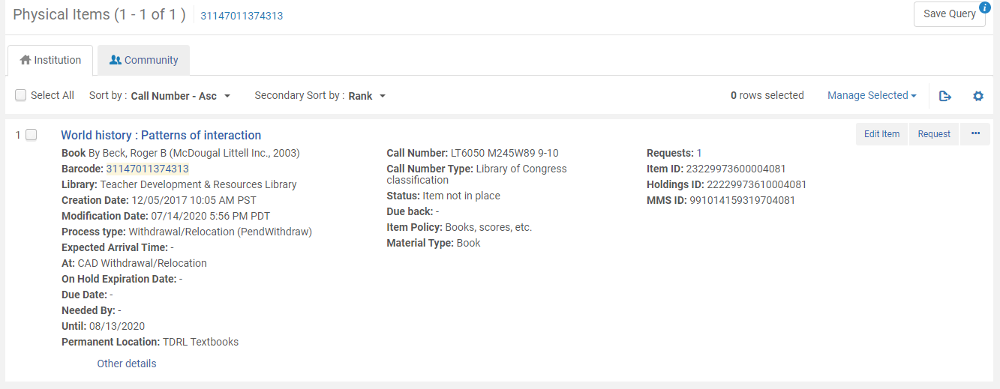 Physical Items (1 - 1 of 1 ) 31147011374313
Save Query i
Institution Community
Select All Sort by : Call Number - Asc Secondary Sort by : Rank 0 rows selected Manage Selected
1 World history : Patterns of interaction Edit Item Request ...
Book By Beck, Roger B (McDougal Littell Inc., 2003)
Barcode: 31147011374313
Library: Teacher Development & Resources Library
Creation Date: 12/05/2017 10:05 AM PST
Modification Date: 07/14/2020 5:56 PM PDT
Process type: Withdrawal/Relocation (PendWithdraw)
Expected Arrival Time: -
At: CAD Withdrawal/Relocation
On Hold Expiration Date: -
Due Date: -
Needed By: -
Until: 08/13/2020
Permanent Location: TDRL Textbooks
Other details
Call Number: LT6050 M245W89 9-10
Call Number Type: Library of Congress
classification
Status: Item not in place
Due back: -
Item Policy: Books, scores, etc.
Material Type: Book
Requests: 1
Item ID: 23229973600004081
Holdings ID: 22229973610004081
MMS ID: 991014159319704081